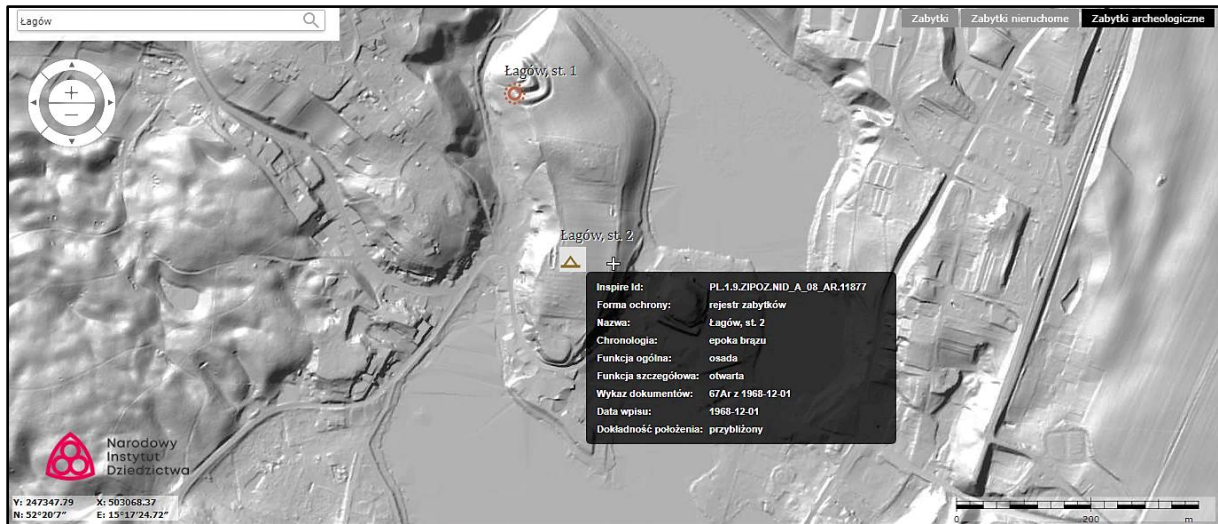 Łagów
Zabytki
Zabytki nieruchome
Zabytki archeologiczne
Łagów, st. 1
Łagów, st. 2
Inspire Id: PL.1.9.ZIPOZ.NID_A_08_AR.11877
Forma ochrony: rejestr zabytków
Nazwa: Łagów, st. 2
Chronologia: epoka brązu
Funkcja ogólna: osada
Funkcja szczegółowa: otwarta
Wykaz dokumentów: 67Ar z 1968-12-01
Data wpisu: 1968-12-01
Dokładność położenia: przybliżony
Narodowy
Instytut
Dziedzictwa
Y: 247347.79 X: 503068.37
N: 52°20'7" E: 15°17'24.72"
0 200 m